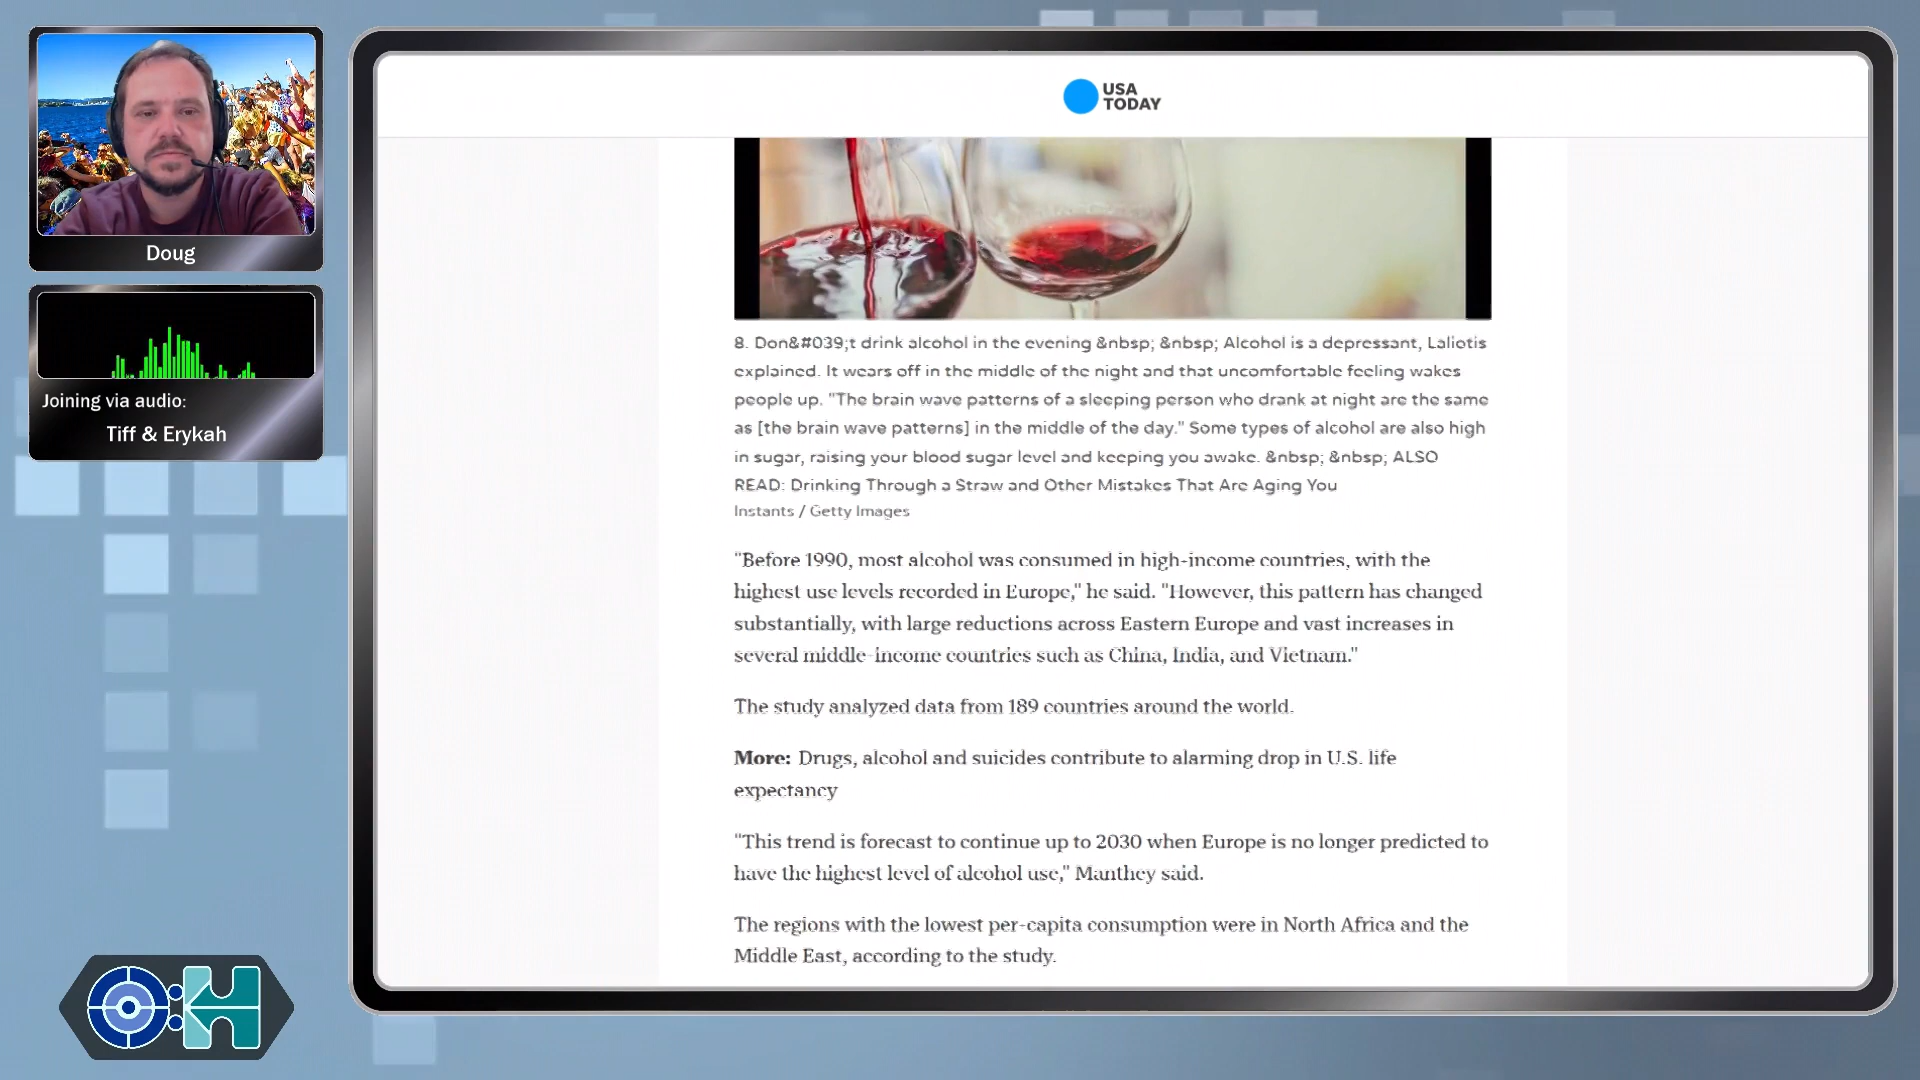 Doug
Joining via audio:
Tiff & Erykah
USA
TODAY
8. Don&#039;t drink alcohol in the evening &nbsp; &nbsp; Alcohol is a depressant, Laliotis
explained. It wears off in the middle of the night and that uncomfortable feeling wakes
people up. "The brain wave patterns of a sleeping person who drank at night are the same
as [the brain wave patterns] in the middle of the day." Some types of alcohol are also high
in sugar, raising your blood sugar level and keeping you awake. &nbsp; &nbsp; ALSO
READ: Drinking Through a Straw and Other Mistakes That Are Aging You
Instants / Getty Images
"Before 1990, most alcohol was consumed in high-income countries, with the
highest use levels recorded in Europe," he said. "However, this pattern has changed
substantially, with large reductions across Eastern Europe and vast increases in
several middle-income countries such as China, India, and Vietnam."
The study analyzed data from 189 countries around the world.
More: Drugs, alcohol and suicides contribute to alarming drop in U.S. life
expectancy
"This trend is forecast to continue up to 2030 when Europe is no longer predicted to
have the highest level of alcohol use," Manthey said.
The regions with the lowest per-capita consumption were in North Africa and the
Middle East, according to the study.